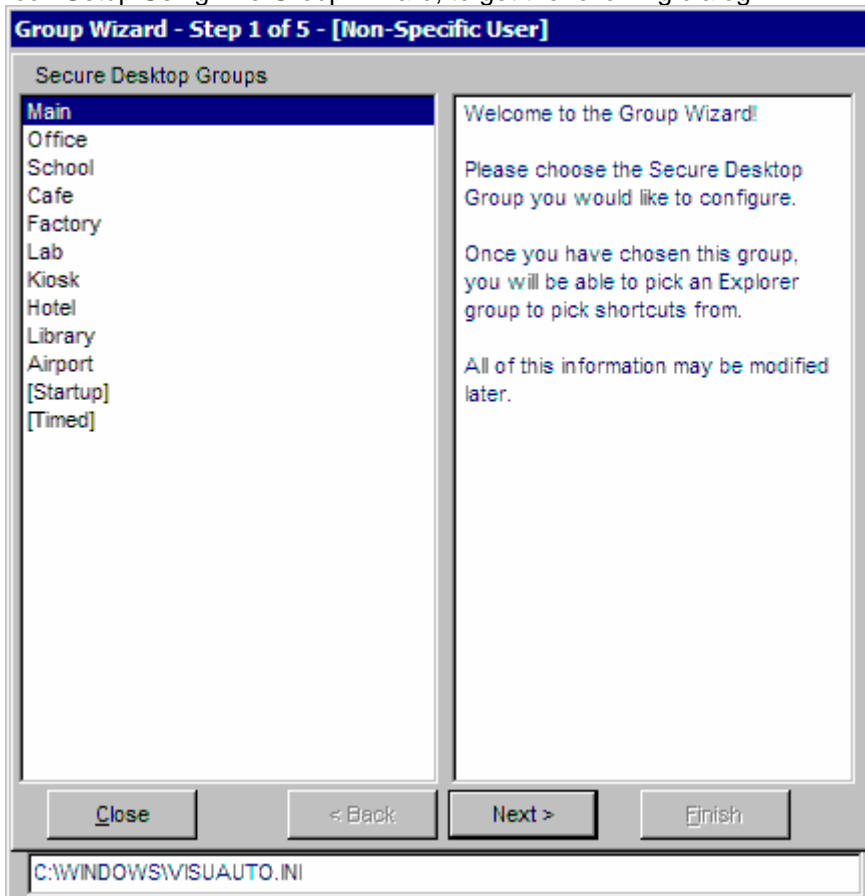 Group Wizard - Step 1 of 5 - [Non-Specific User]
Secure Desktop Groups
Main
Office
School
Cafe
Factory
Lab
Kiosk
Hotel
Library
Airport
[Startup]
[Timed]
Welcome to the Group Wizard!
Please choose the Secure Desktop
Group you would like to configure.
Once you have chosen this group,
you will be able to pick an Explorer
group to pick shortcuts from.
All of this information may be modified
later.
Close
< Back
Next >
Finish
C:\WINDOWS\VISUAUTO.INI